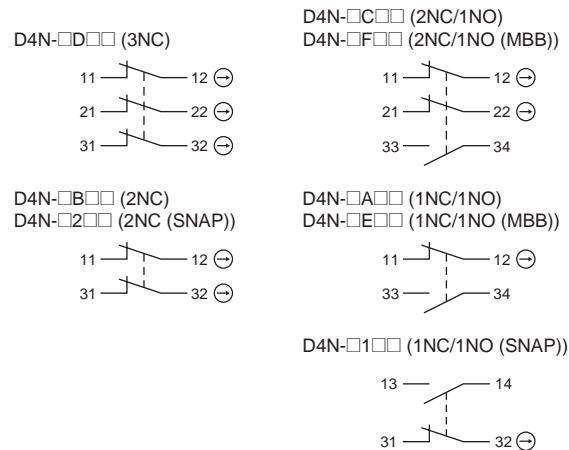 D4N-□D□□ (3NC)
11 12
21 22
31 32
D4N-□B□□ (2NC)
D4N-□2□□ (2NC (SNAP))
11 12
31 32
D4N-□C□□ (2NC/1NO)
D4N-□F□□ (2NC/1NO (MBB))
11 12
21 22
33 34
D4N-□A□□ (1NC/1NO)
D4N-□E□□ (1NC/1NO (MBB))
11 12
33 34
D4N-□1□□ (1NC/1NO (SNAP))
13 14
31 32